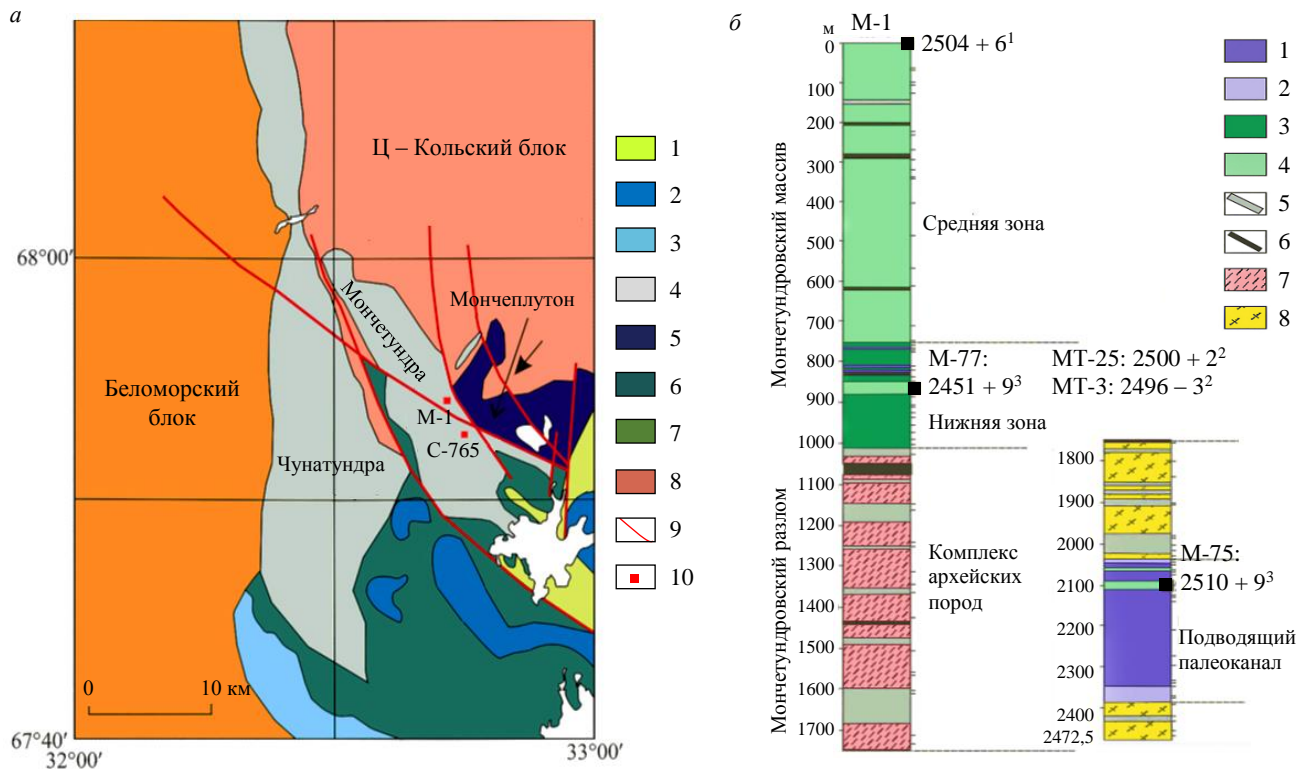 а
Ц – Кольский блок
68°00′
Мончетундра
Мончеплутон
Беломорский
блок
М-1
С-765
Чунатундра
0
10 км
67°40′
32°00′
33°00′
1
2
3
4
5
6
7
8
9
10
б
М-1
м
0
100
200
300
400
500
600
700
800
900
1000
1100
1200
1300
1400
1500
1600
1700
Мончетундровский массив
Мончетундровский разлом
2504 + 6¹
Средняя зона
М-77:
2451 + 9³
МТ-25: 2500 + 2²
МТ-3: 2496 – 3²
Нижняя зона
Комплекс
архейских
пород
1800
1900
2000
2100
2200
2300
2400
2472,5
М-75:
2510 + 9³
Подводящий
палеоканал
1
2
3
4
5
6
7
8